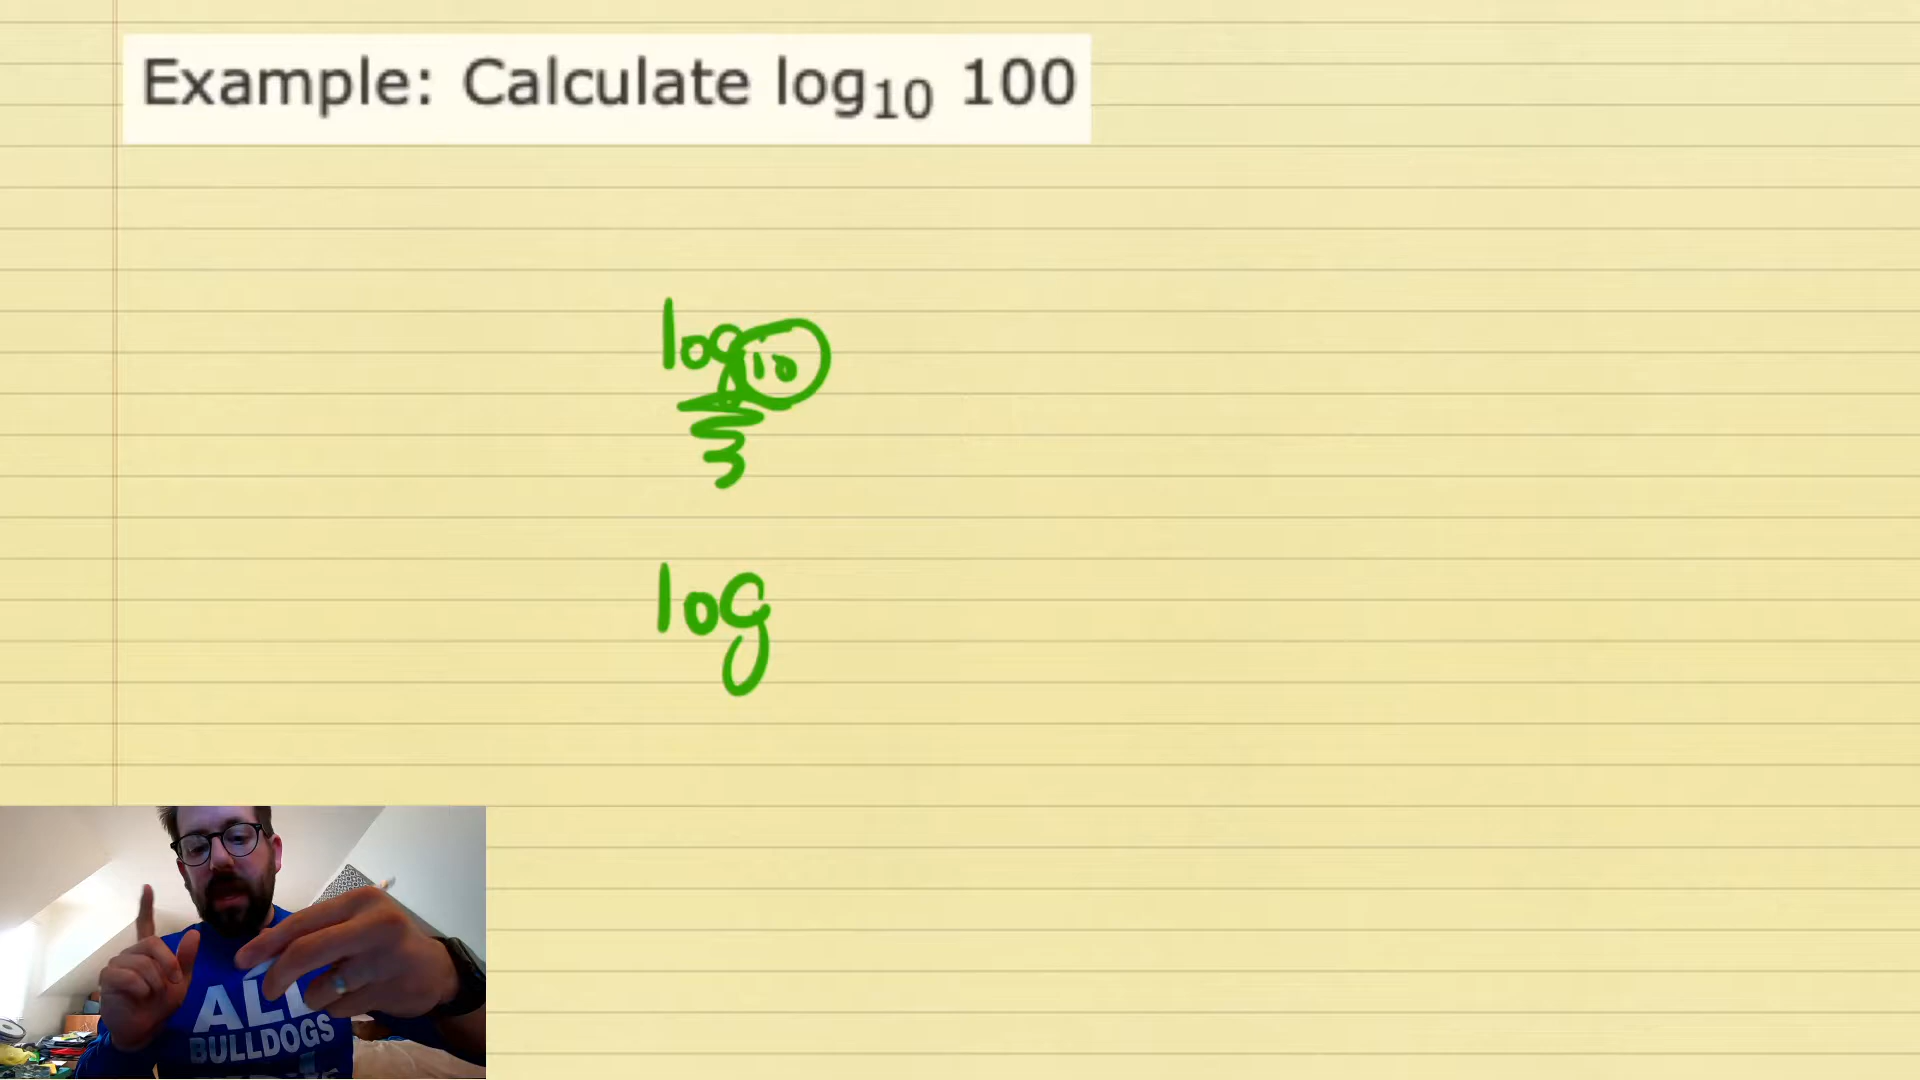 Example: Calculate log₁₀ 100
log₁₀
log
ALL
BULLDOGS